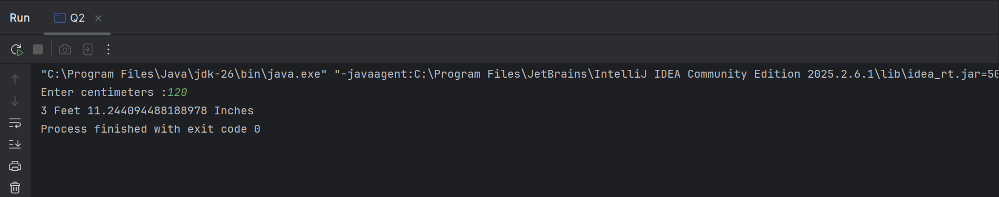 Run Q2
"C:\Program Files\Java\jdk-26\bin\java.exe" "-javaagent:C:\Program Files\JetBrains\IntelliJ IDEA Community Edition 2025.2.6.1\lib\idea_rt.jar=50
Enter centimeters :120
3 Feet 11.244094488188978 Inches
Process finished with exit code 0